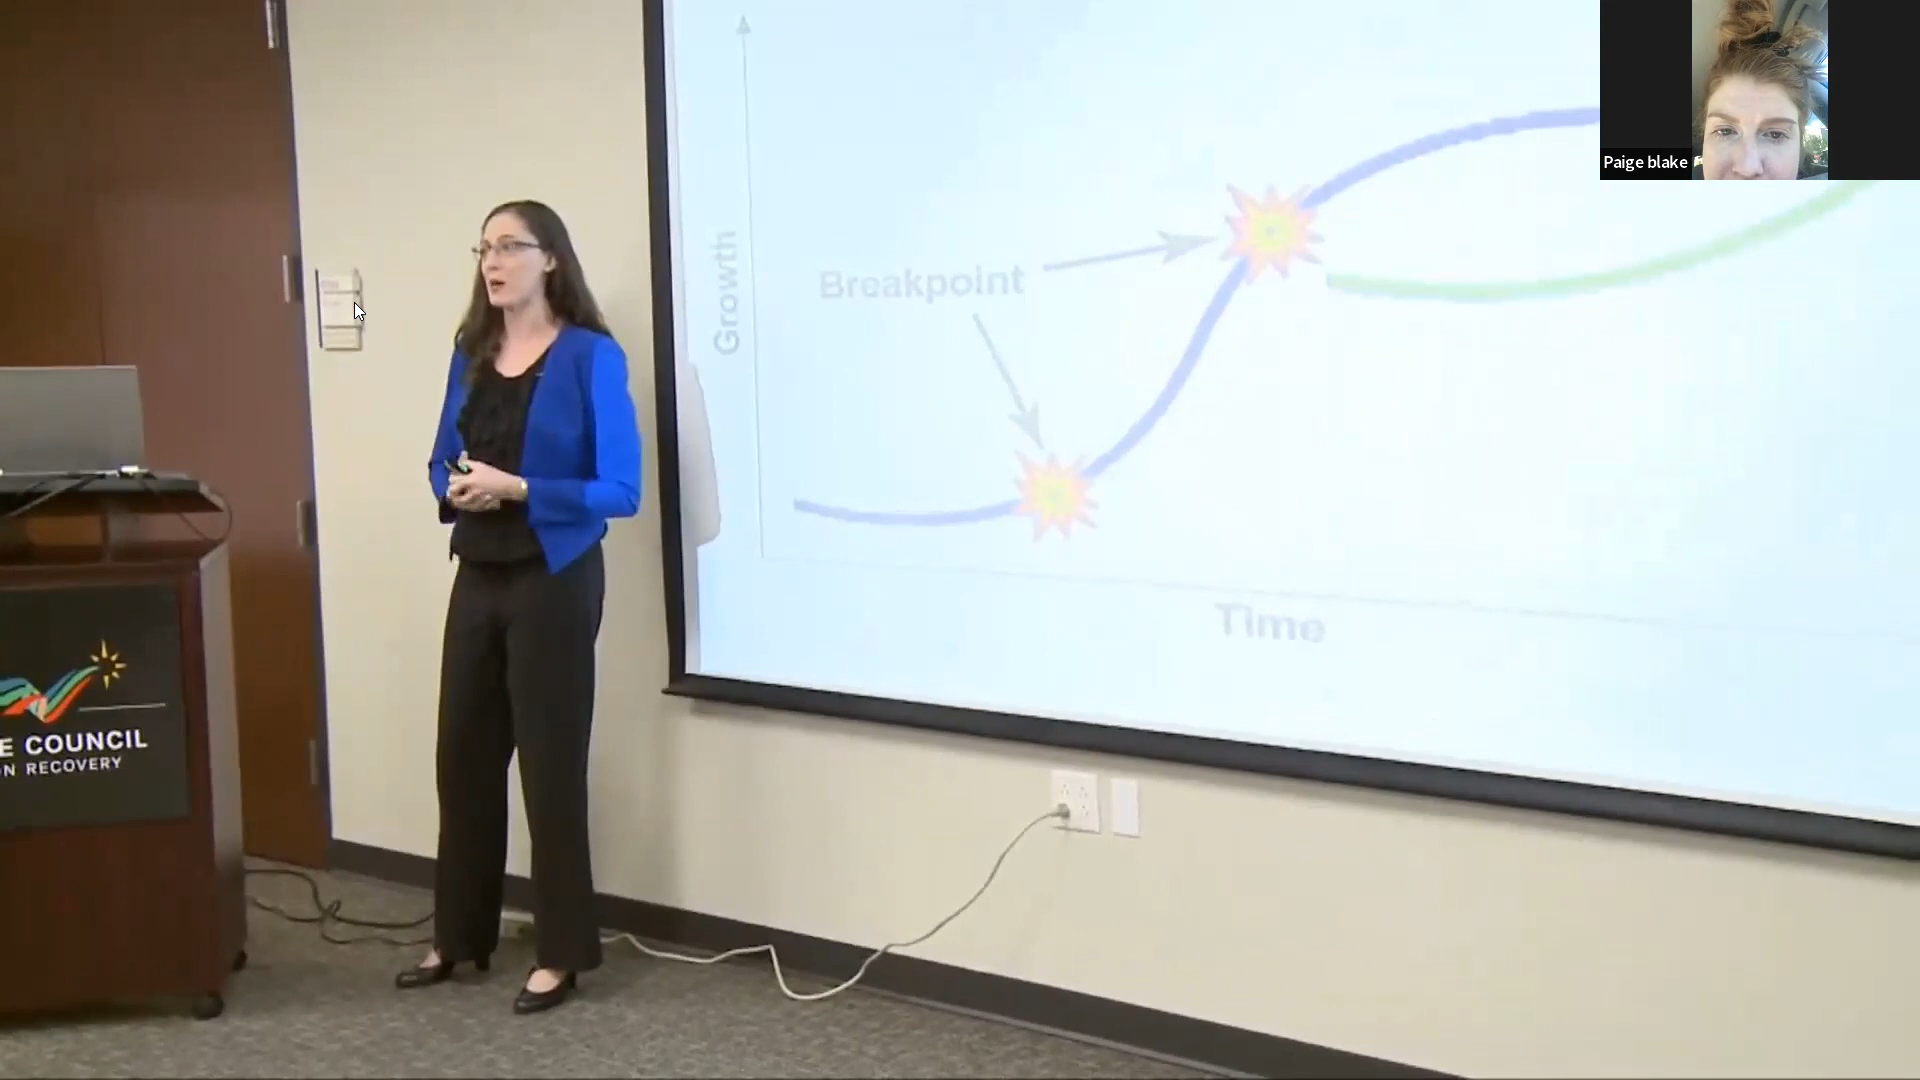 Paige blake
Growth
Breakpoint
Time
E COUNCIL
N RECOVERY